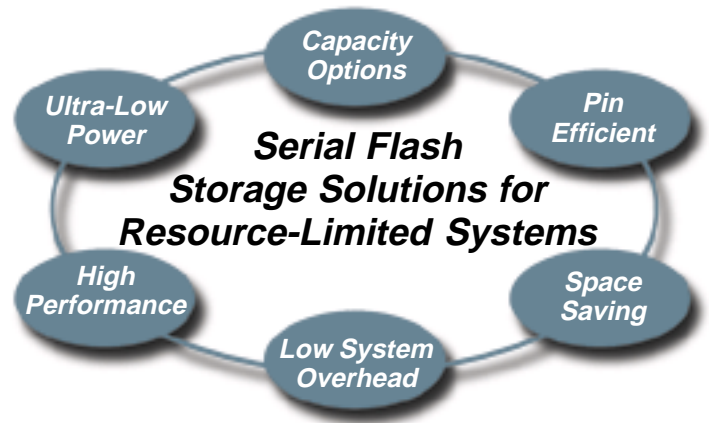 Capacity
Options
Ultra-Low
Power
Pin
Efficient
Serial Flash
Storage Solutions for
Resource-Limited Systems
High
Performance
Space
Saving
Low System
Overhead